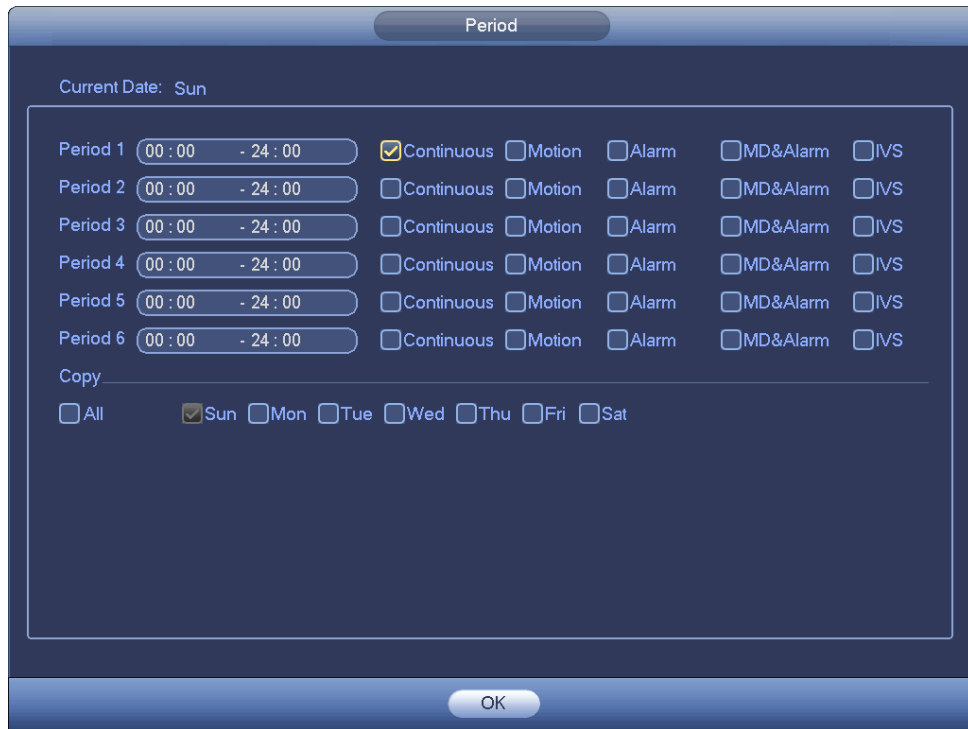 Period
Current Date: Sun
Period 1 00 : 00 - 24 : 00 Continuous Motion Alarm MD&Alarm IVS
Period 2 00 : 00 - 24 : 00 Continuous Motion Alarm MD&Alarm IVS
Period 3 00 : 00 - 24 : 00 Continuous Motion Alarm MD&Alarm IVS
Period 4 00 : 00 - 24 : 00 Continuous Motion Alarm MD&Alarm IVS
Period 5 00 : 00 - 24 : 00 Continuous Motion Alarm MD&Alarm IVS
Period 6 00 : 00 - 24 : 00 Continuous Motion Alarm MD&Alarm IVS
Copy
All Sun Mon Tue Wed Thu Fri Sat
OK